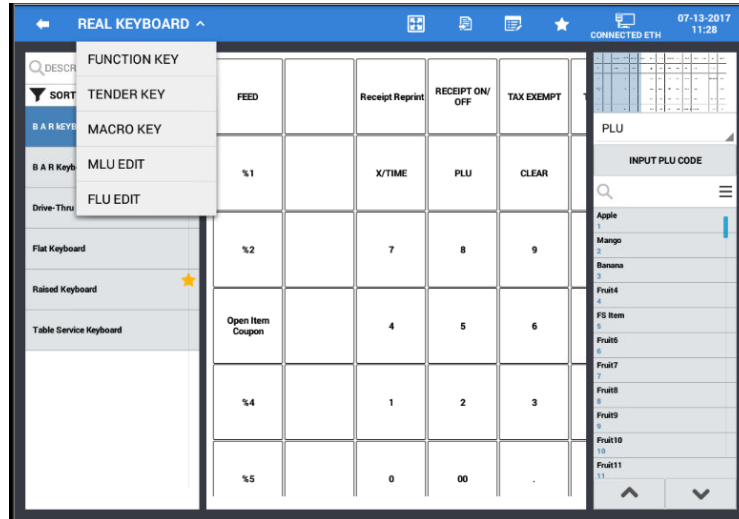 REAL KEYBOARD
CONNECTED ETH
07-13-2017
11:28
FUNCTION KEY
TENDER KEY
MACRO KEY
MLU EDIT
FLU EDIT
DESCR
SORT
B A R kEYB
B A R Keyb
Drive-Thru
Flat Keyboard
Raised Keyboard
Table Service Keyboard
FEED
Receipt Reprint
RECEIPT ON/
OFF
TAX EXEMPT
%1
X/TIME
PLU
CLEAR
%2
7
8
9
Open Item
Coupon
4
5
6
%4
1
2
3
%5
0
00
.
PLU
INPUT PLU CODE
Apple
1
Mango
2
Banana
3
Fruit4
4
FS Item
5
Fruit6
6
Fruit7
7
Fruit8
8
Fruit9
9
Fruit10
10
Fruit11
11